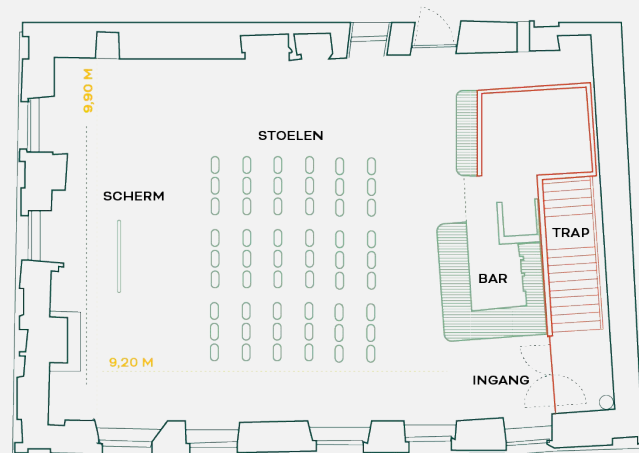 9,90 M
STOELEN
SCHERM
TRAP
BAR
9,20 M
INGANG